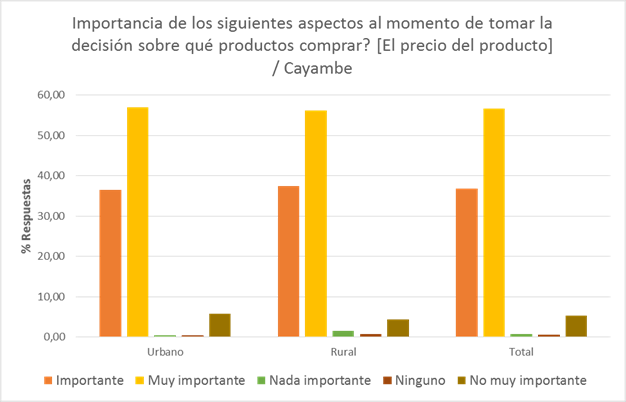 Importancia de los siguientes aspectos al momento de tomar la
decisión sobre qué productos comprar? [El precio del producto]
/ Cayambe
60,00
50,00
40,00
30,00
20,00
10,00
0,00
% Respuestas
Urbano Rural Total
Importante Muy importante Nada importante Ninguno No muy importante